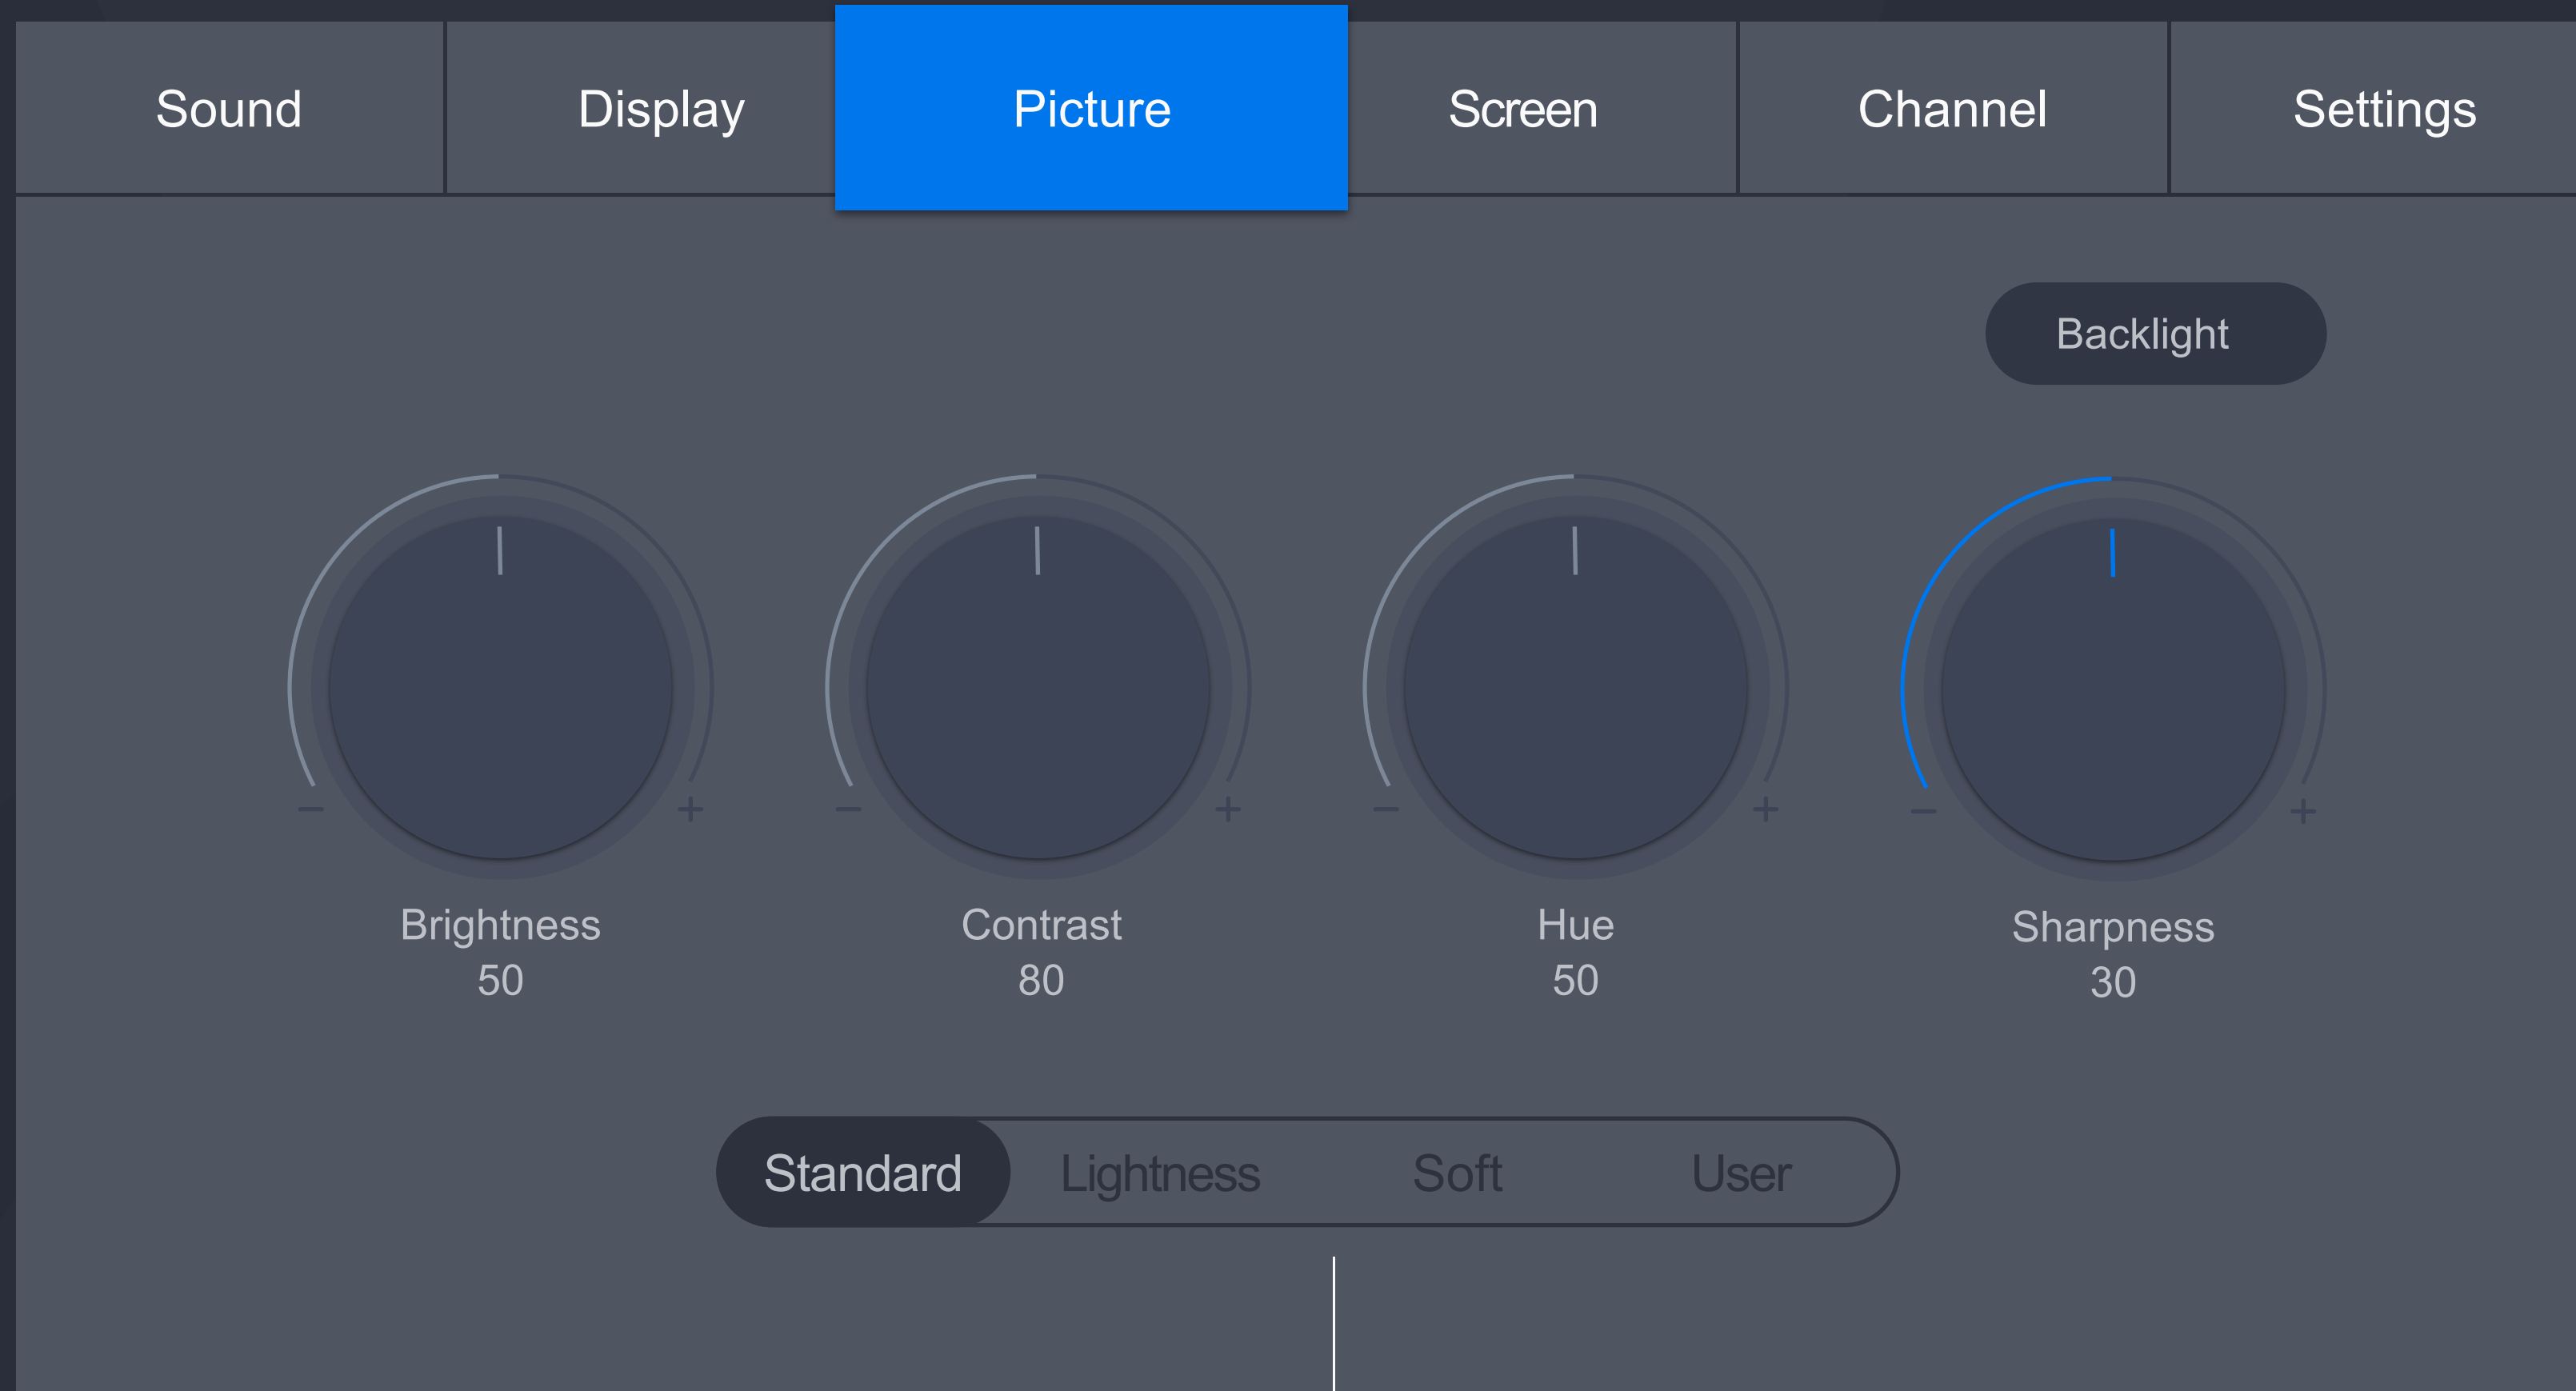 Sound
Display
Picture
Screen
Channel
Settings
Backlight
− +
− +
− +
− +
Brightness
50
Contrast
80
Hue
50
Sharpness
30
Standard
Lightness
Soft
User